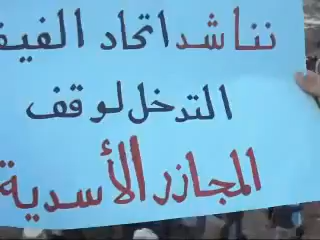 نناشد اتحاد الفيف
التدخل لوقف
المجازر الأسدية